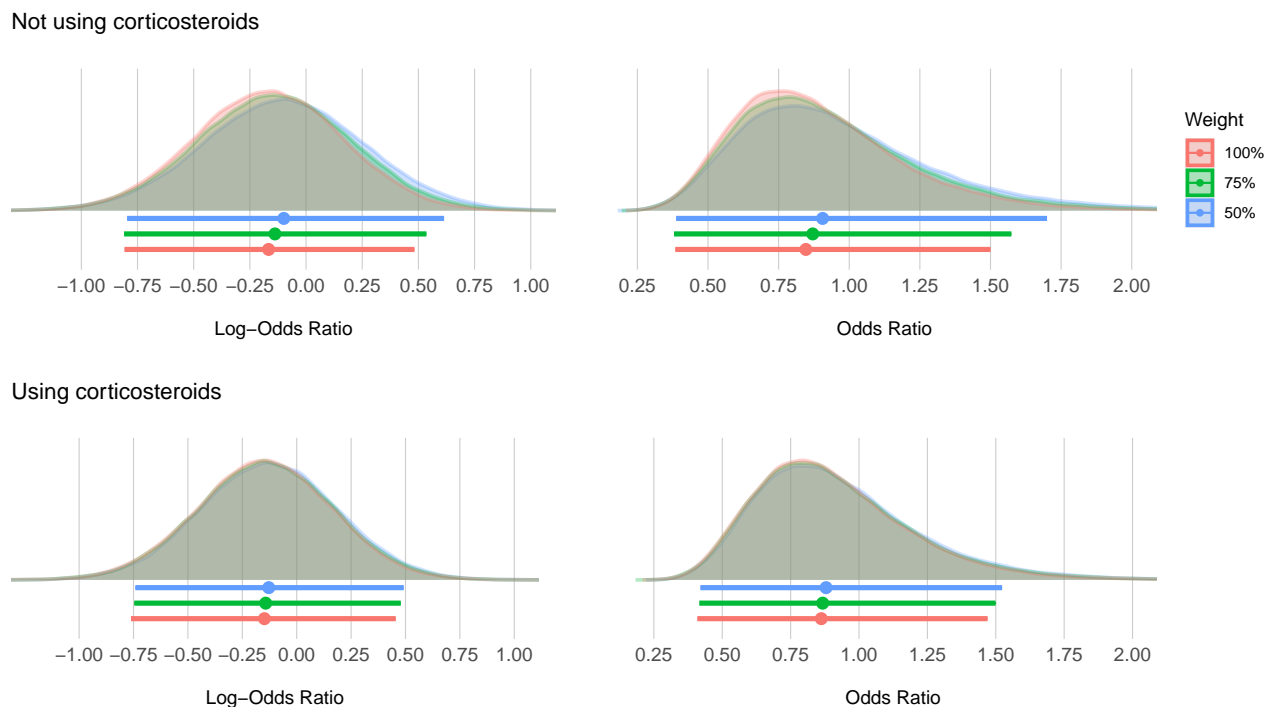 Not using corticosteroids
−1.00 −0.75 −0.50 −0.25 0.00 0.25 0.50 0.75 1.00
Log−Odds Ratio
0.25 0.50 0.75 1.00 1.25 1.50 1.75 2.00
Odds Ratio
Weight
100%
75%
50%
Using corticosteroids
−1.00 −0.75 −0.50 −0.25 0.00 0.25 0.50 0.75 1.00
Log−Odds Ratio
0.25 0.50 0.75 1.00 1.25 1.50 1.75 2.00
Odds Ratio